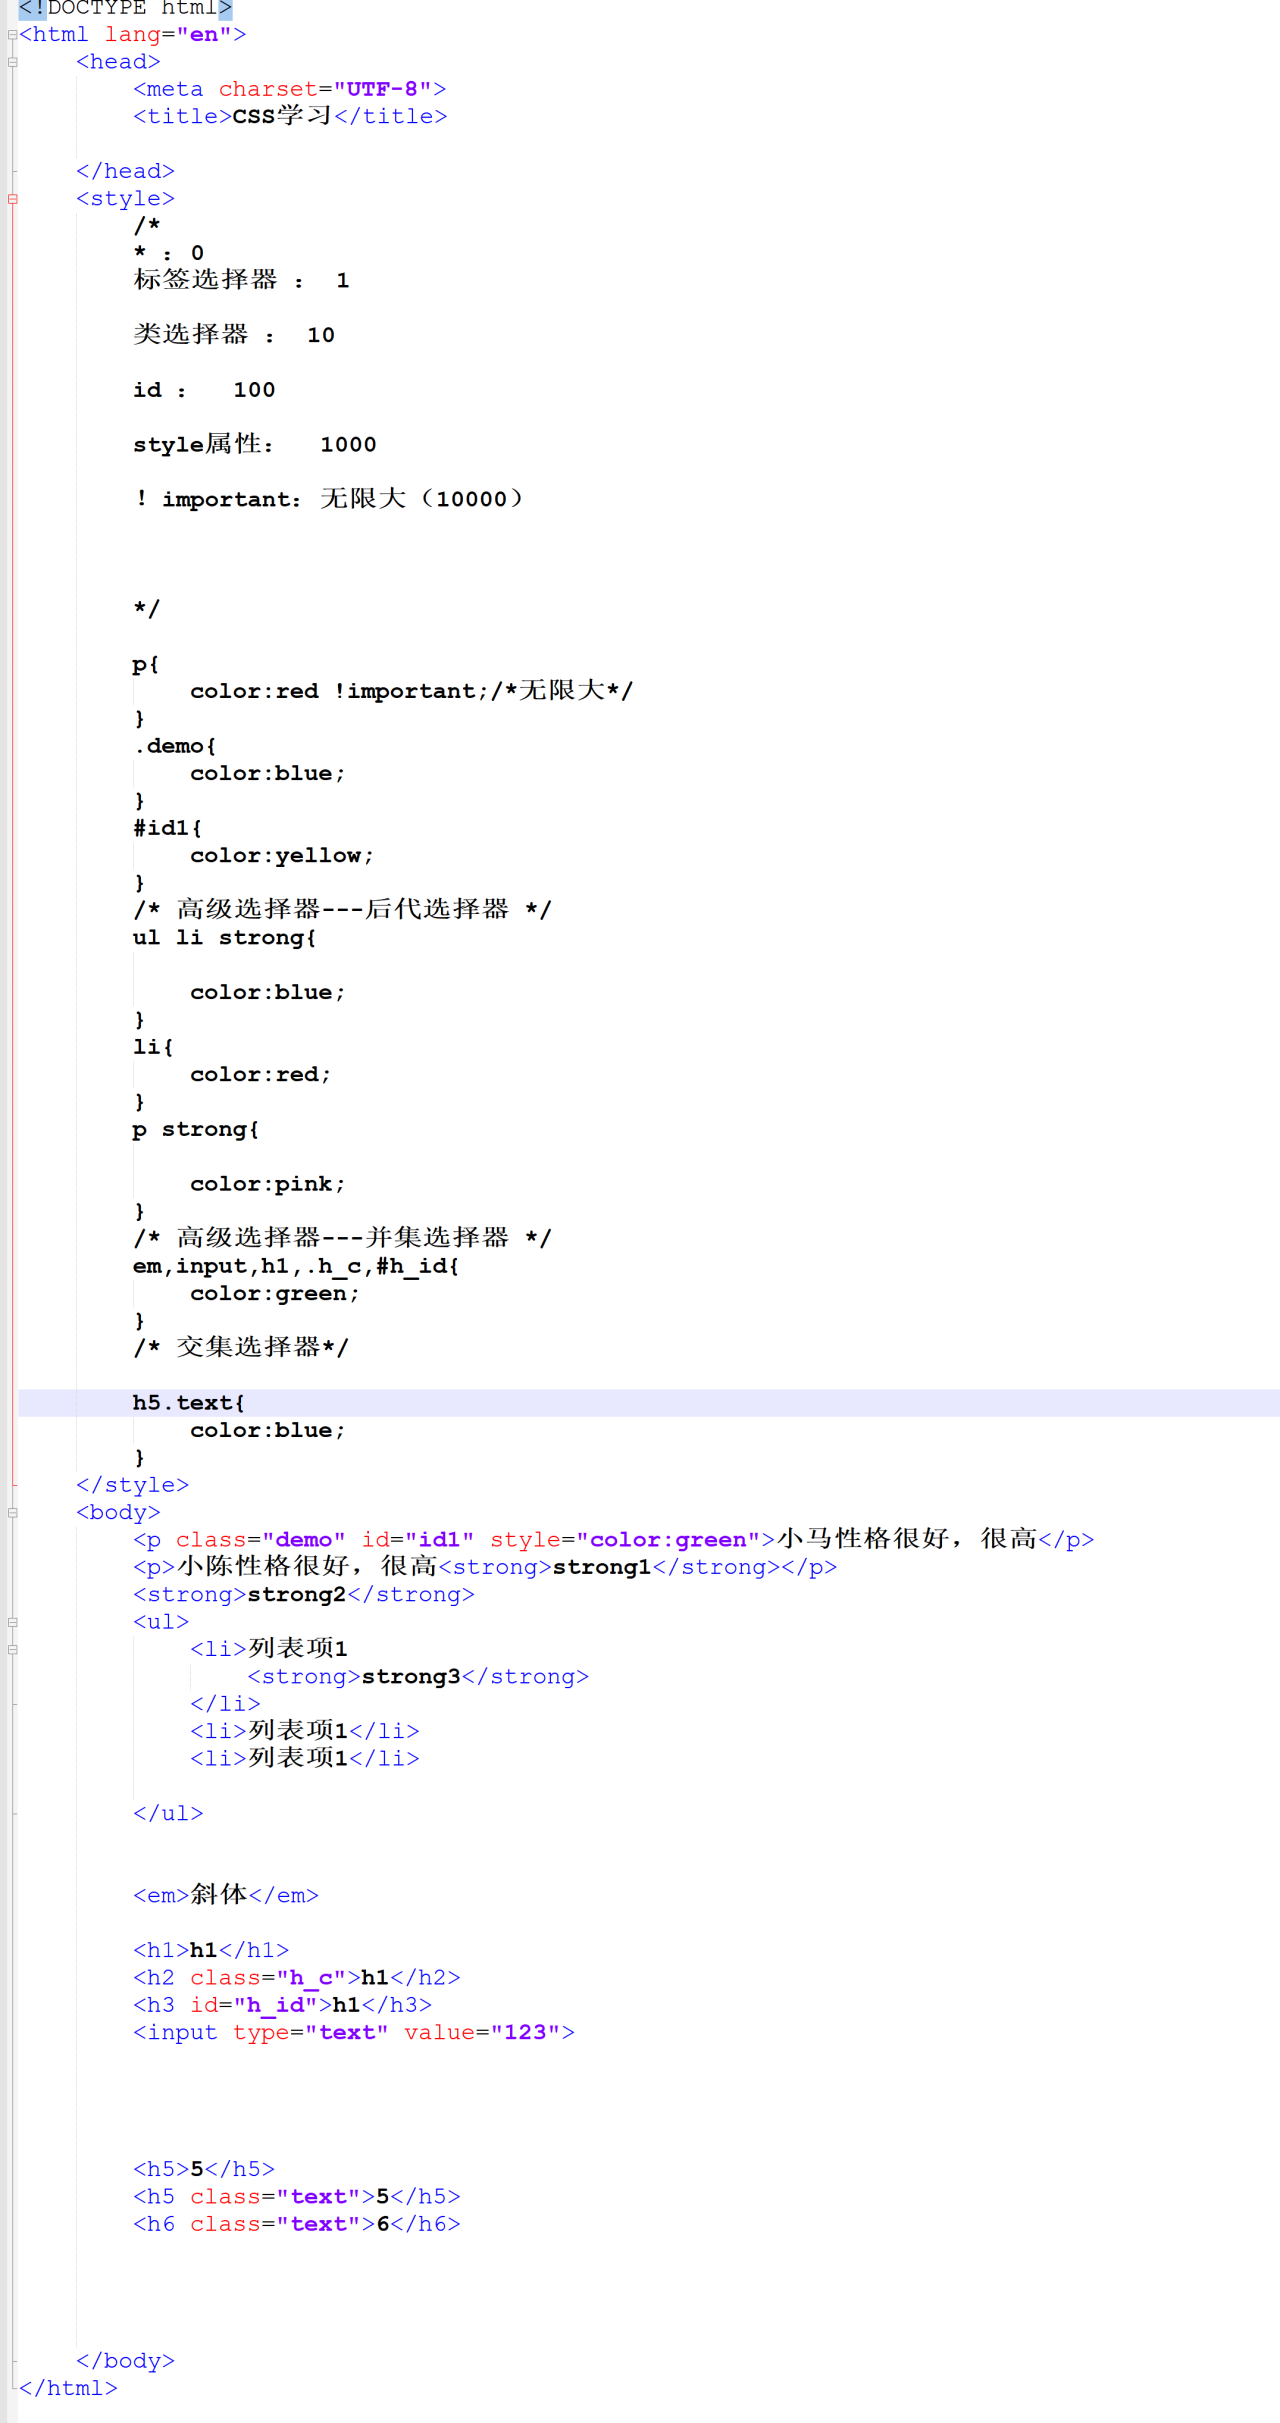 <!DOCTYPE html>
<html lang="en">
<head>
<meta charset="UTF-8">
<title>CSS学习</title>
</head>
<style>
/*
* : 0
标签选择器 : 1
类选择器 : 10
id : 100
style属性: 1000
! important: 无限大（10000）
*/
p{
color:red !important;/*无限大*/
}
.demo{
color:blue;
}
#id1{
color:yellow;
}
/* 高级选择器---后代选择器 */
ul li strong{
color:blue;
}
li{
color:red;
}
p strong{
color:pink;
}
/* 高级选择器---并集选择器 */
em,input,h1,.h_c,#h_id{
color:green;
}
/* 交集选择器*/
h5.text{
color:blue;
}
</style>
<body>
<p class="demo" id="id1" style="color:green">小马性格很好，很高</p>
<p>小陈性格很好，很高<strong>strong1</strong></p>
<strong>strong2</strong>
<ul>
<li>列表项1
<strong>strong3</strong>
</li>
<li>列表项1</li>
<li>列表项1</li>
</ul>
<em>斜体</em>
<h1>h1</h1>
<h2 class="h_c">h1</h2>
<h3 id="h_id">h1</h3>
<input type="text" value="123">
<h5>5</h5>
<h5 class="text">5</h5>
<h6 class="text">6</h6>
</body>
</html>